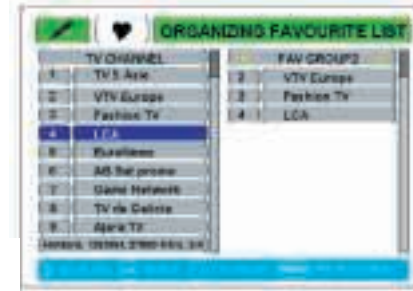 ORGANIZING FAVOURITE LIST
TV CHANNEL
1 TV 5 Asie
2 VTV Europe
3 Fashion TV
4 LCA
5 EuroNews
6 AB Sat promo
7 Game Network
8 TV de Galicia
9 Ajara TV
FAV GROUP2
2 VTV Europe
3 Fashion TV
4 LCA